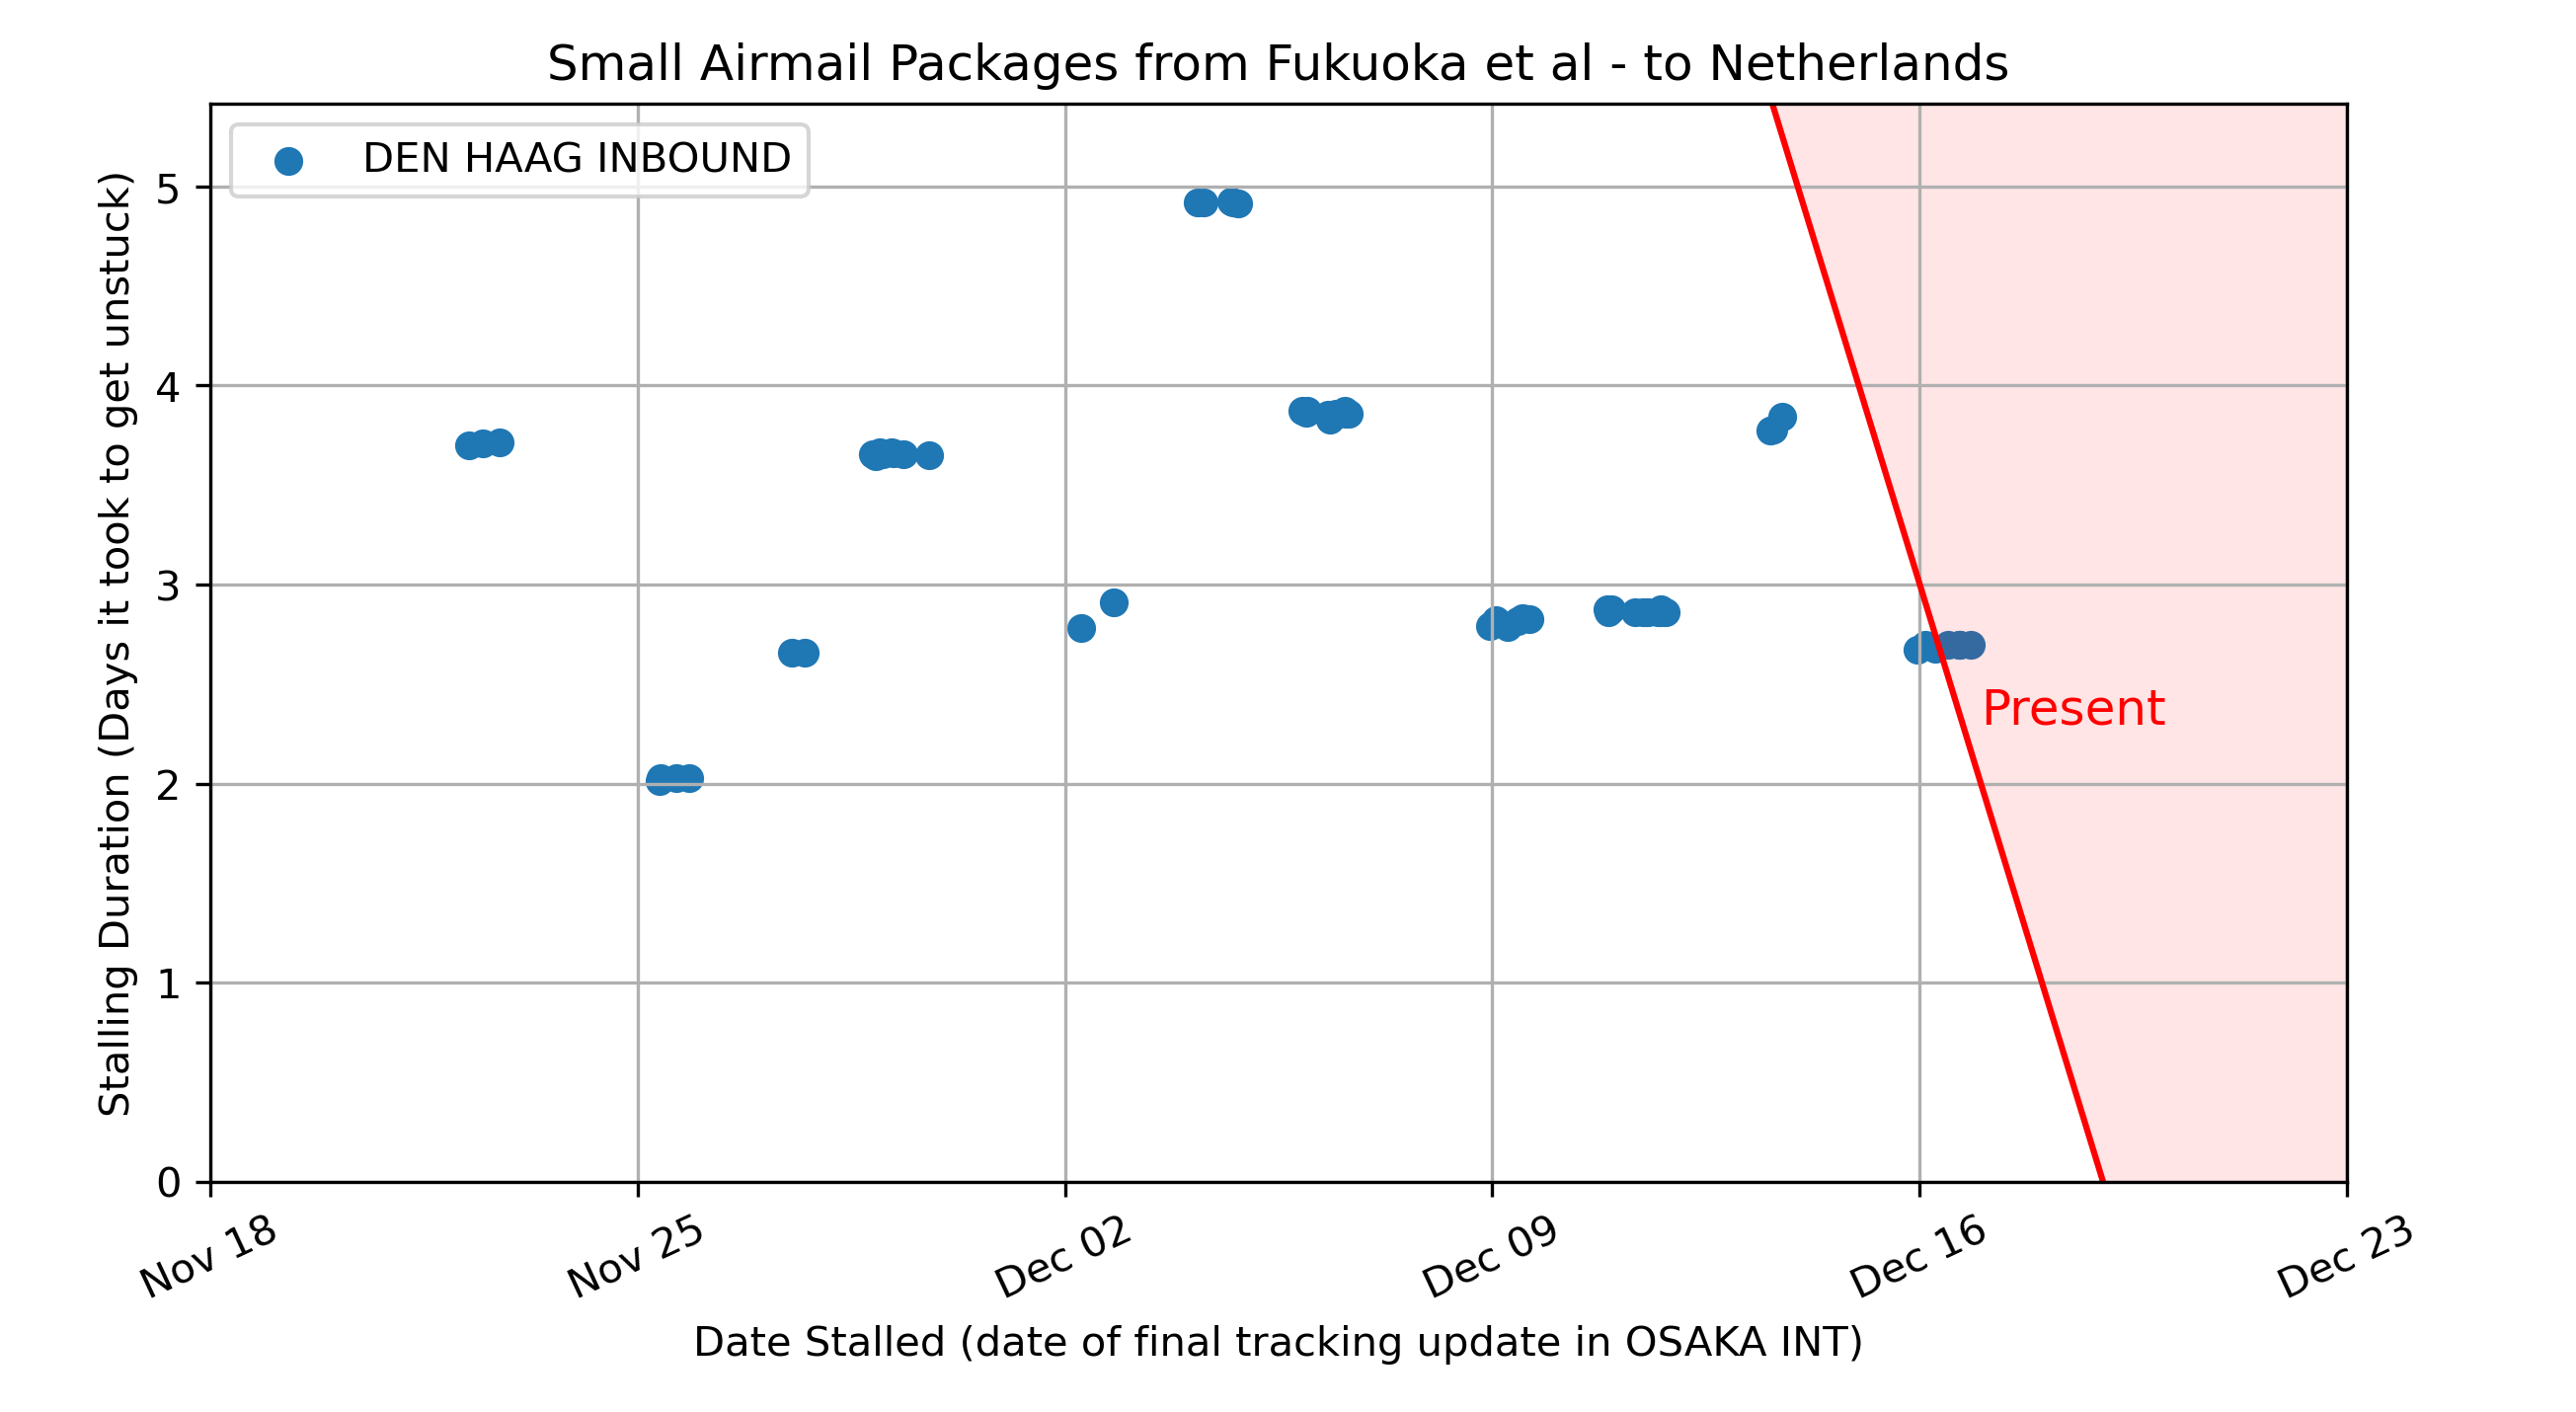 Small Airmail Packages from Fukuoka et al - to Netherlands
DEN HAAG INBOUND
Stalling Duration (Days it took to get unstuck)
5
4
3
2
1
0
Present
Nov 18
Nov 25
Dec 02
Dec 09
Dec 16
Dec 23
Date Stalled (date of final tracking update in OSAKA INT)